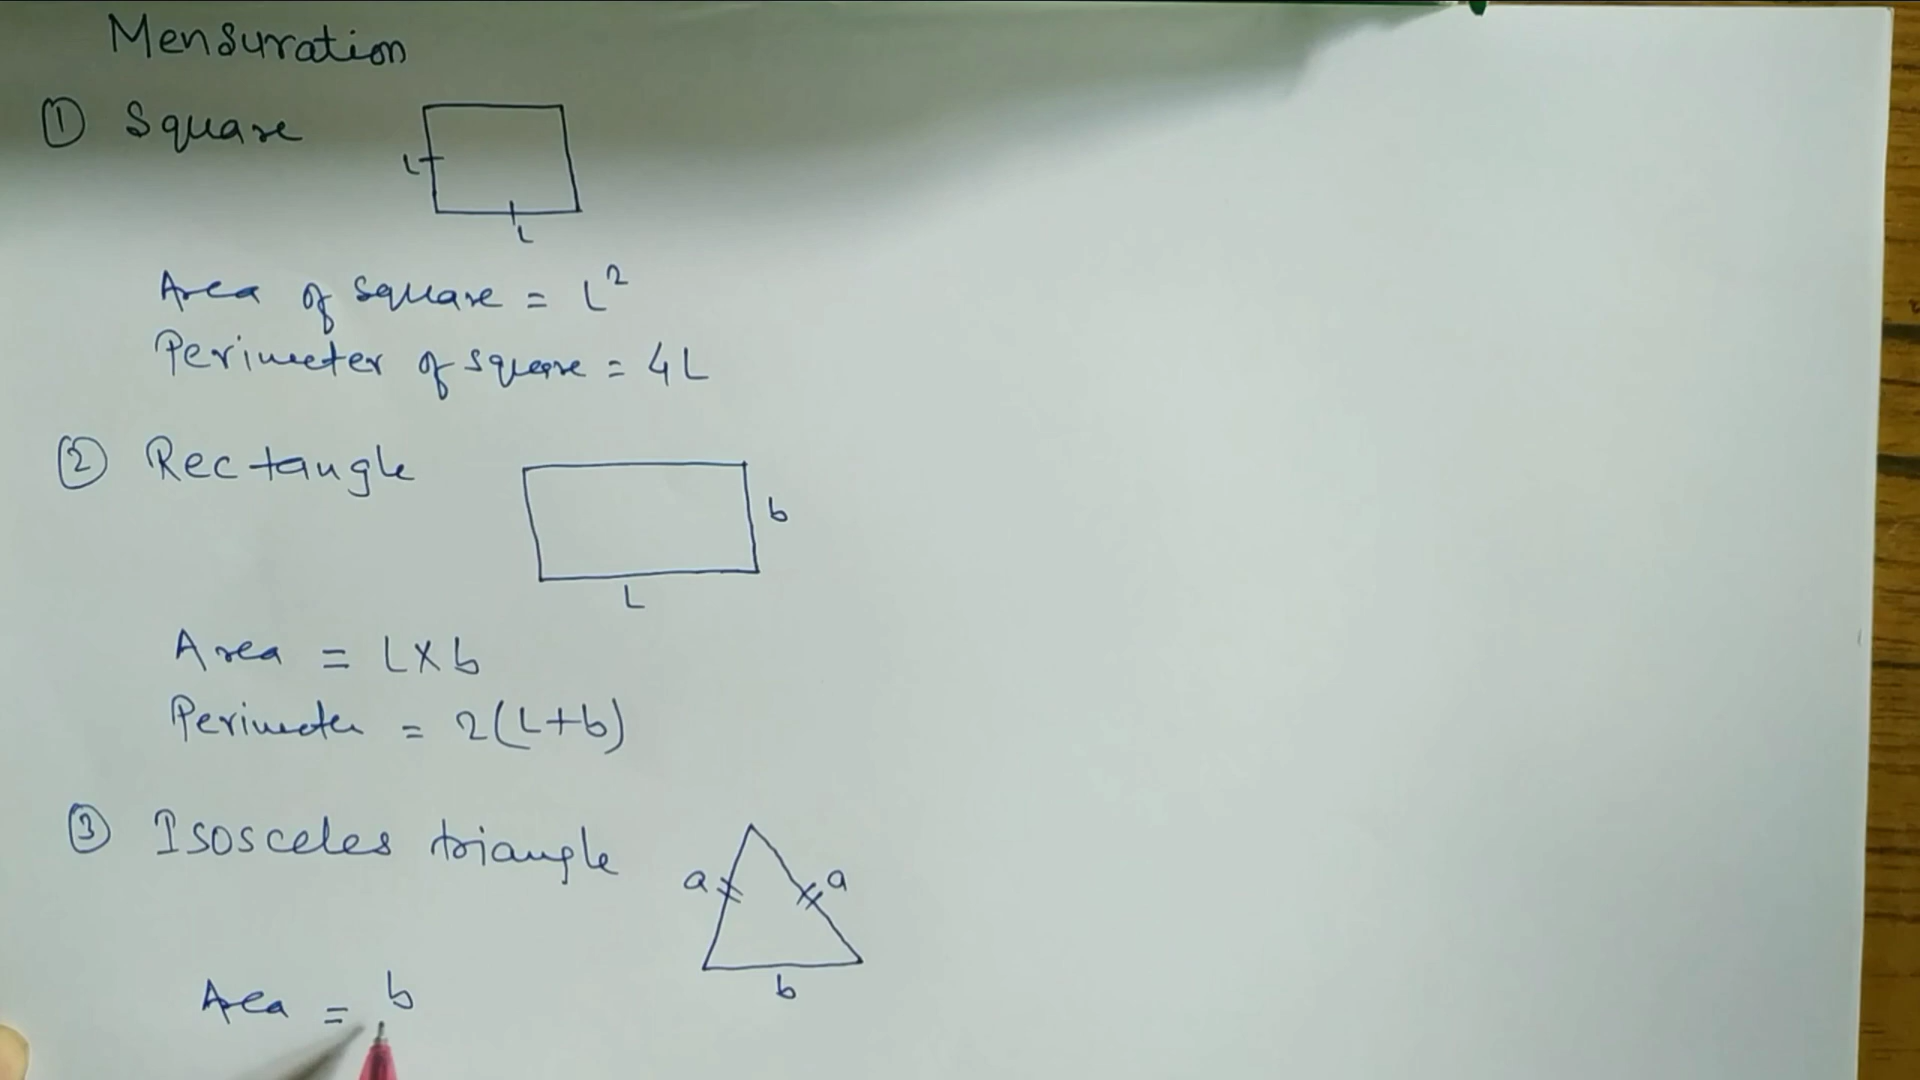 Mensuration
① Square
L
L
Area of square = L²
Perimeter of square = 4L
② Rectangle
b
L
Area = L×b
Perimeter = 2(L+b)
③ Isosceles triangle
a a
b
Area = b